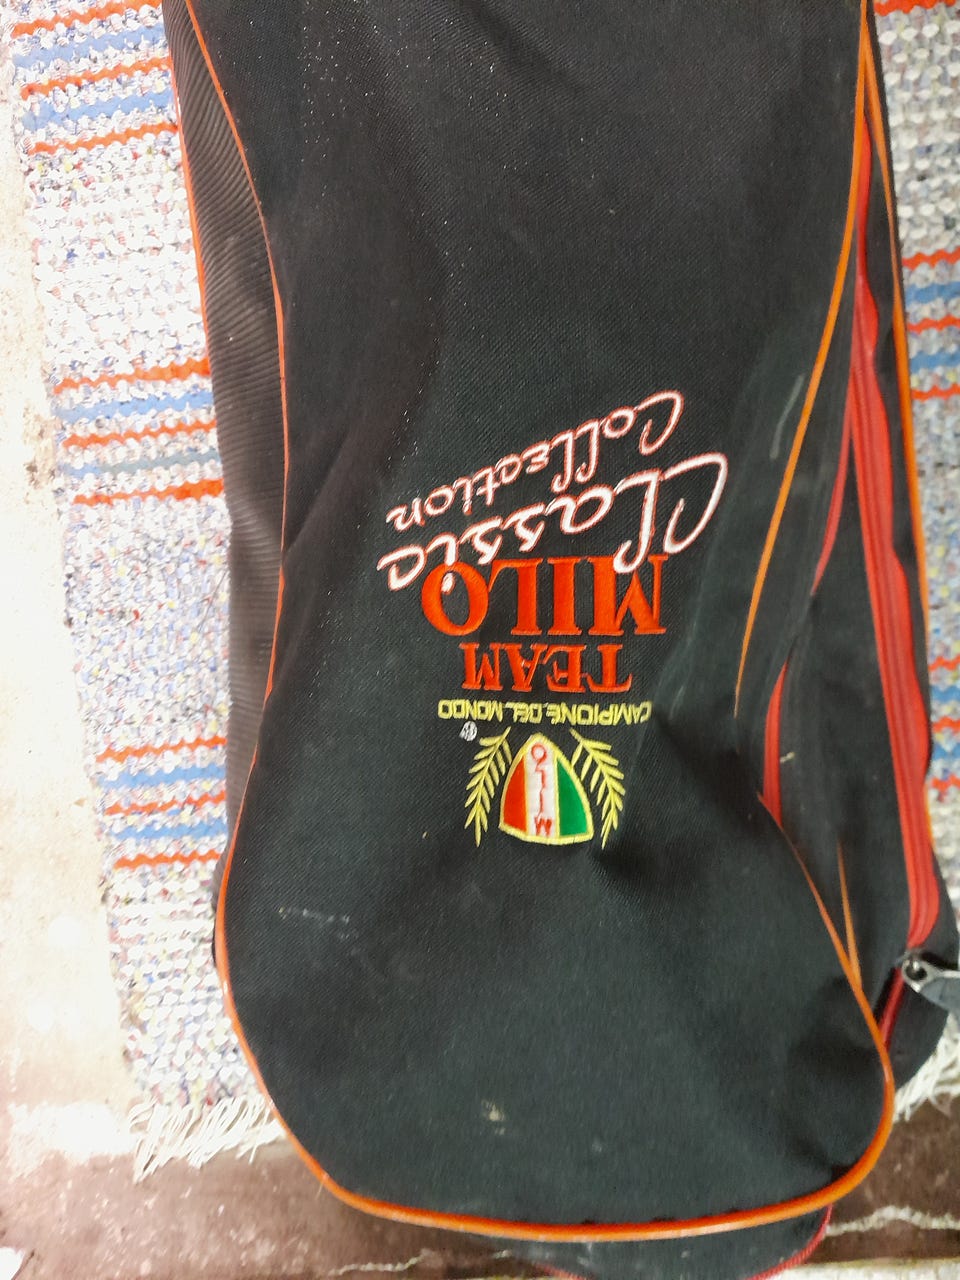 MILO
CAMPIONE DEL MONDO
TEAM
MILO
Classic
Collection